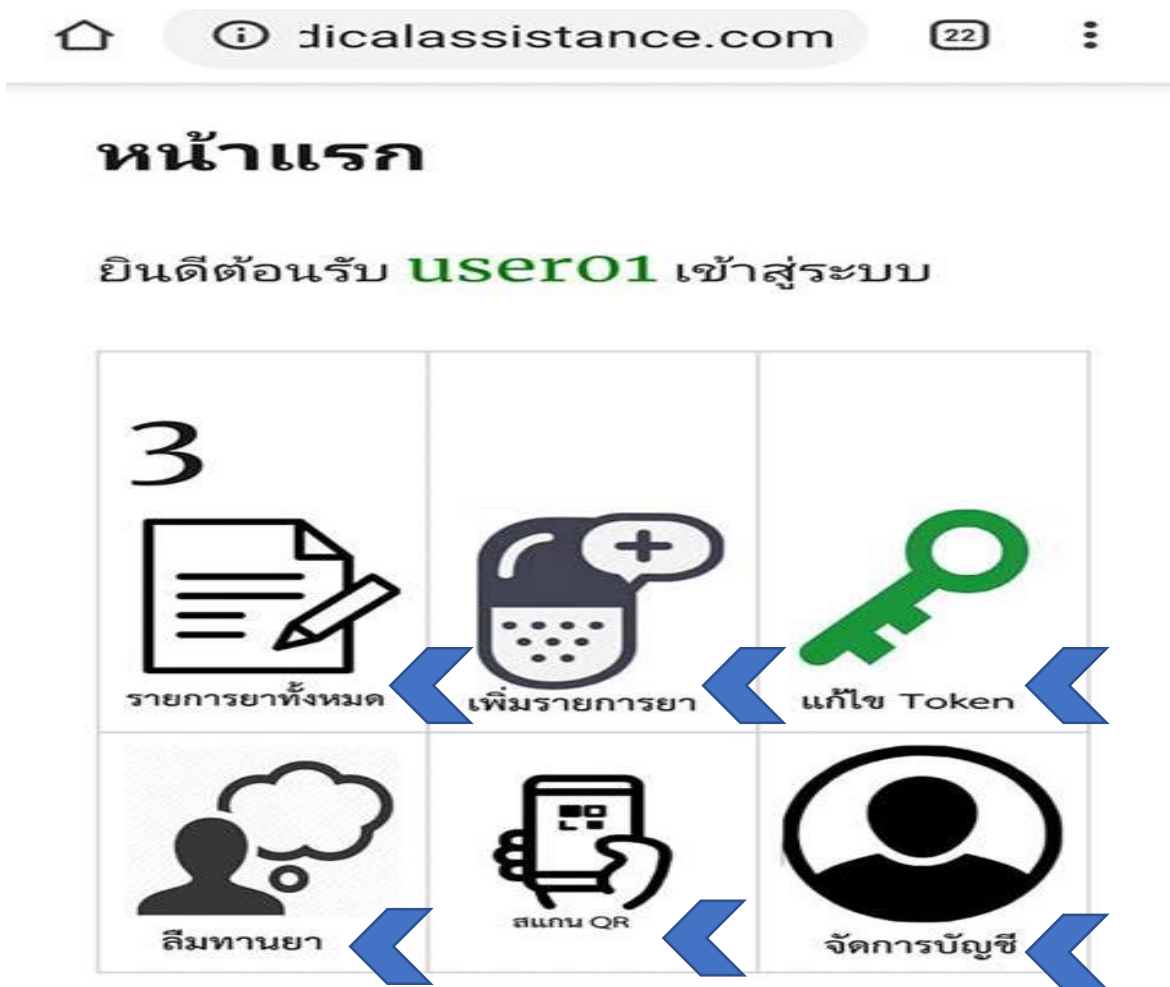 dicalassistance.com 22
หน้าแรก
ยินดีต้อนรับ user01 เข้าสู่ระบบ
3
รายการยาทั้งหมด เพิ่มรายการยา แก้ไข Token
ลืมทานยา สแกน QR จัดการบัญชี